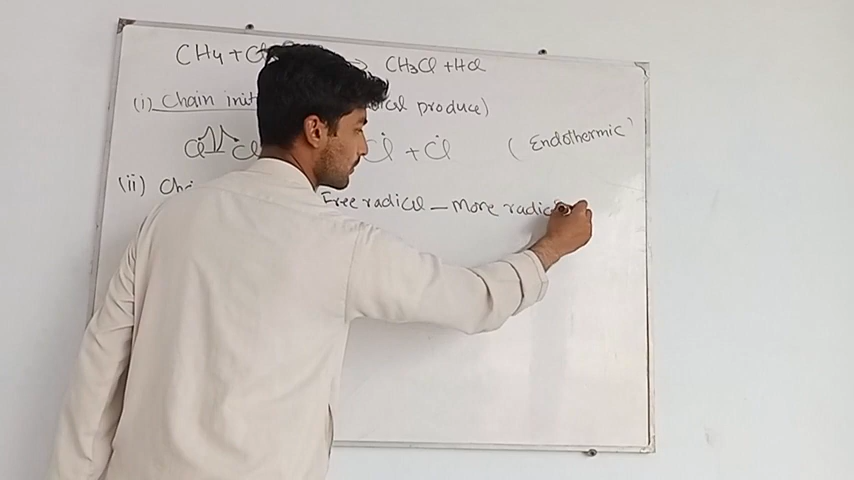 CH4 + Cl → CH3Cl + HCl
(i) Chain init produce)
Cl Cl Cl + Cl (Endothermic)
(ii) Free radical – More radic